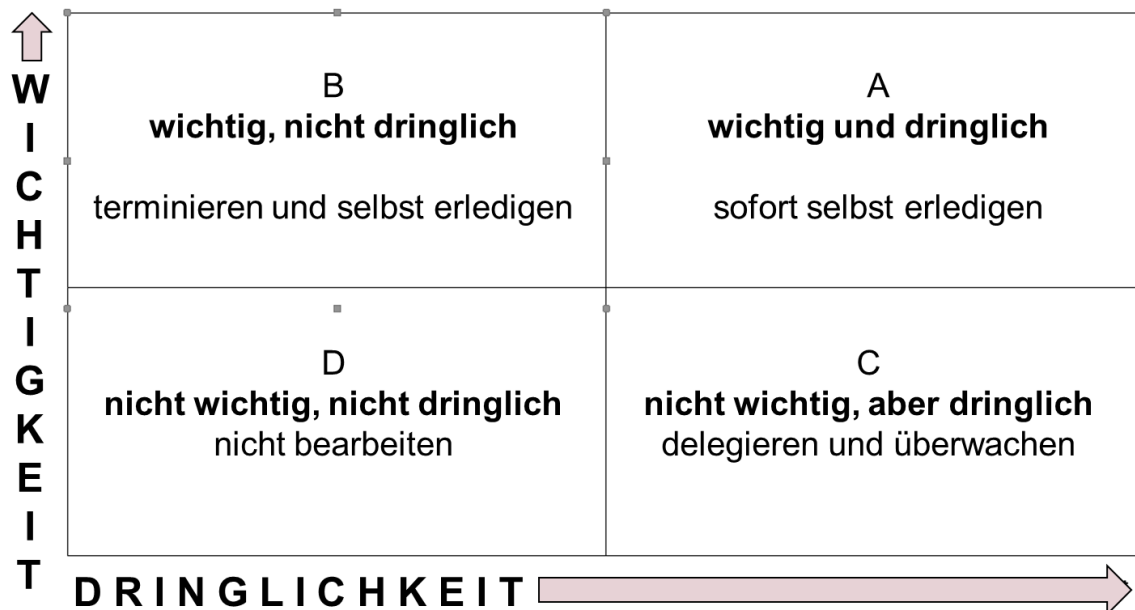 WICHTIGKEIT
B
wichtig, nicht dringlich
terminieren und selbst erledigen
A
wichtig und dringlich
sofort selbst erledigen
D
nicht wichtig, nicht dringlich
nicht bearbeiten
C
nicht wichtig, aber dringlich
delegieren und überwachen
DRINGLICHKEIT